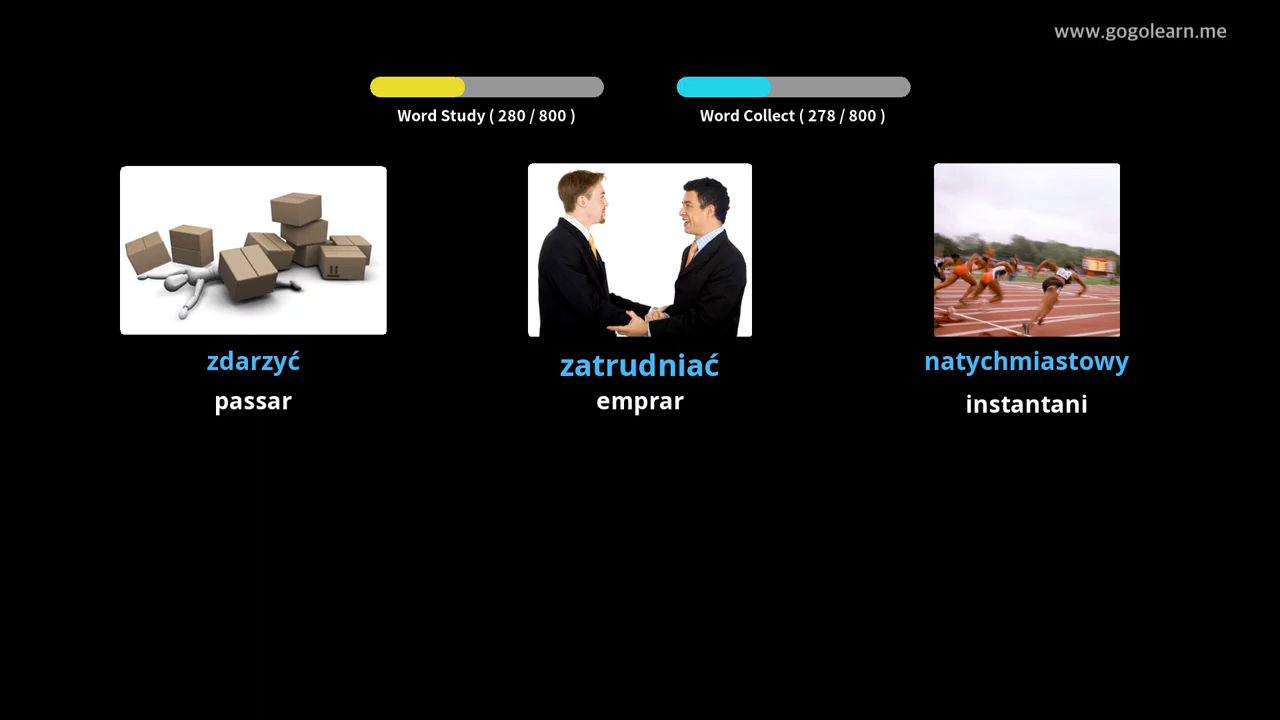 www.gogolearn.me
Word Study ( 280 / 800 )
Word Collect ( 278 / 800 )
zdarzyć
passar
zatrudniać
emprar
natychmiastowy
instantani